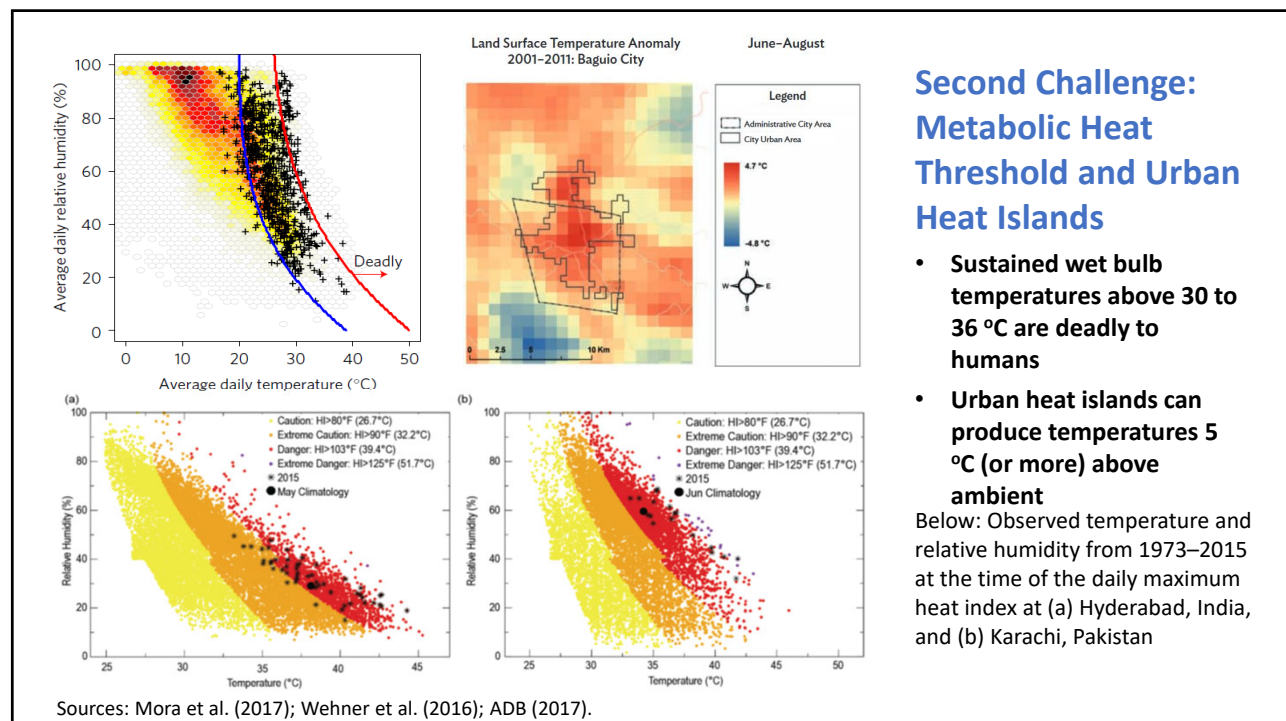 Average daily relative humidity (%)
100
80
60
40
20
0
Deadly
0
10
20
30
40
50
Average daily temperature (°C)
Land Surface Temperature Anomaly
2001–2011: Baguio City
0
2.5
5
10 Km
June–August
Legend
Administrative City Area
City Urban Area
4.7 °C
-4.8 °C
N
W
E
S
Second Challenge:
Metabolic Heat
Threshold and Urban
Heat Islands
• Sustained wet bulb
temperatures above 30 to
36 ᵒC are deadly to
humans
• Urban heat islands can
produce temperatures 5
ᵒC (or more) above
ambient
Below: Observed temperature and
relative humidity from 1973–2015
at the time of the daily maximum
heat index at (a) Hyderabad, India,
and (b) Karachi, Pakistan
(a)
Relative Humidity (%)
100
80
60
40
20
0
Caution: HI>80°F (26.7°C)
Extreme Caution: HI>90°F (32.2°C)
Danger: HI>103°F (39.4°C)
Extreme Danger: HI>125°F (51.7°C)
2015
May Climatology
25
30
35
40
45
Temperature (°C)
(b)
Relative Humidity (%)
100
80
60
40
20
0
Caution: HI>80°F (26.7°C)
Extreme Caution: HI>90°F (32.2°C)
Danger: HI>103°F (39.4°C)
Extreme Danger: HI>125°F (51.7°C)
2015
Jun Climatology
25
30
35
40
45
50
Temperature (°C)
Sources: Mora et al. (2017); Wehner et al. (2016); ADB (2017).